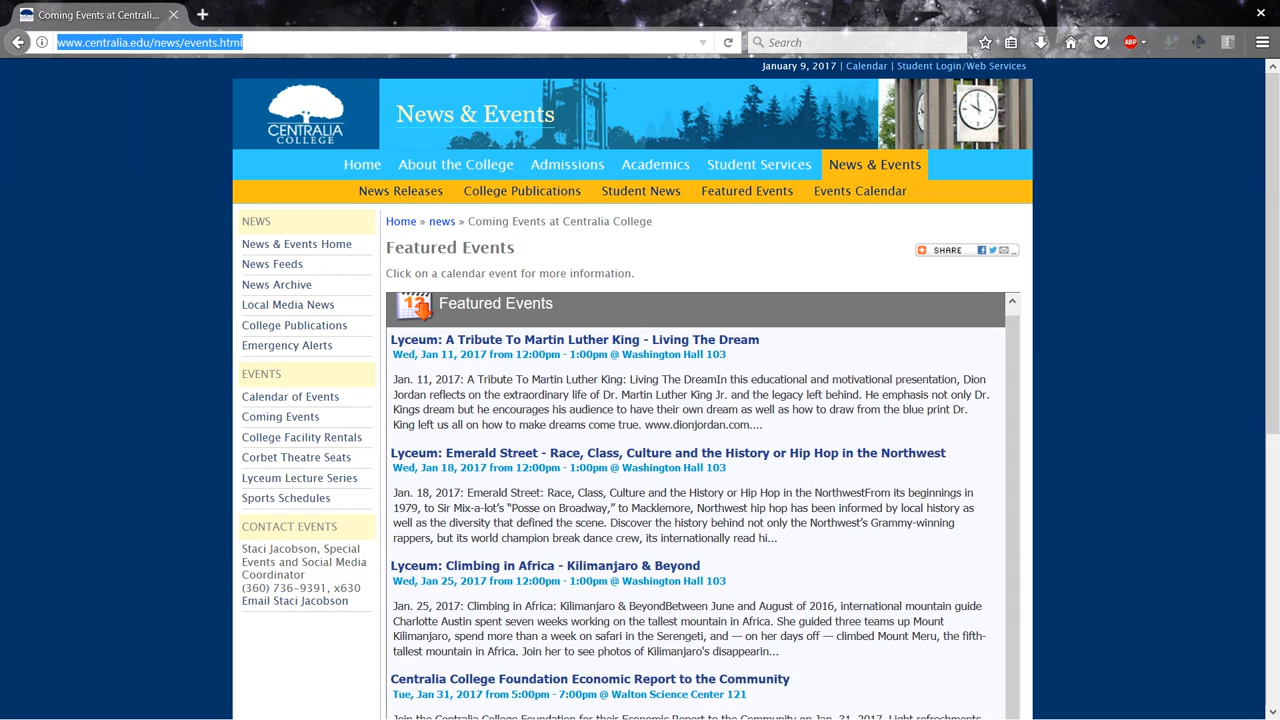 Coming Events at Centrali...
www.centralia.edu/news/events.html
Search
ABP
January 9, 2017 | Calendar | Student Login/Web Services
CENTRALIA
COLLEGE
News & Events
Home About the College Admissions Academics Student Services News & Events
News Releases College Publications Student News Featured Events Events Calendar
NEWS
News & Events Home
News Feeds
News Archive
Local Media News
College Publications
Emergency Alerts
EVENTS
Calendar of Events
Coming Events
College Facility Rentals
Corbet Theatre Seats
Lyceum Lecture Series
Sports Schedules
CONTACT EVENTS
Staci Jacobson, Special
Events and Social Media
Coordinator
(360) 736-9391, x630
Email Staci Jacobson
Home » news » Coming Events at Centralia College
Featured Events
SHARE
Click on a calendar event for more information.
12
Featured Events
Lyceum: A Tribute To Martin Luther King - Living The Dream
Wed, Jan 11, 2017 from 12:00pm - 1:00pm @ Washington Hall 103
Jan. 11, 2017: A Tribute To Martin Luther King: Living The DreamIn this educational and motivational presentation, Dion
Jordan reflects on the extraordinary life of Dr. Martin Luther King Jr. and the legacy left behind. He emphasis not only Dr.
Kings dream but he encourages his audience to have their own dream as well as how to draw from the blue print Dr.
King left us all on how to make dreams come true. www.dionjordan.com....
Lyceum: Emerald Street - Race, Class, Culture and the History or Hip Hop in the Northwest
Wed, Jan 18, 2017 from 12:00pm - 1:00pm @ Washington Hall 103
Jan. 18, 2017: Emerald Street: Race, Class, Culture and the History or Hip Hop in the NorthwestFrom its beginnings in
1979, to Sir Mix-a-lot’s “Posse on Broadway,” to Macklemore, Northwest hip hop has been informed by local history as
well as the diversity that defined the scene. Discover the history behind not only the Northwest’s Grammy-winning
rappers, but its world champion break dance crew, its internationally read hi...
Lyceum: Climbing in Africa - Kilimanjaro & Beyond
Wed, Jan 25, 2017 from 12:00pm - 1:00pm @ Washington Hall 103
Jan. 25, 2017: Climbing in Africa: Kilimanjaro & BeyondBetween June and August of 2016, international mountain guide
Charlotte Austin spent seven weeks working on the tallest mountain in Africa. She guided three teams up Mount
Kilimanjaro, spend more than a week on safari in the Serengeti, and — on her days off — climbed Mount Meru, the fifth-
tallest mountain in Africa. Join her to see photos of Kilimanjaro's disappearin...
Centralia College Foundation Economic Report to the Community
Tue, Jan 31, 2017 from 5:00pm - 7:00pm @ Walton Science Center 121
Join the Centralia College Foundation for their Economic Report to the Community on Jan. 31, 2017. Light refreshments